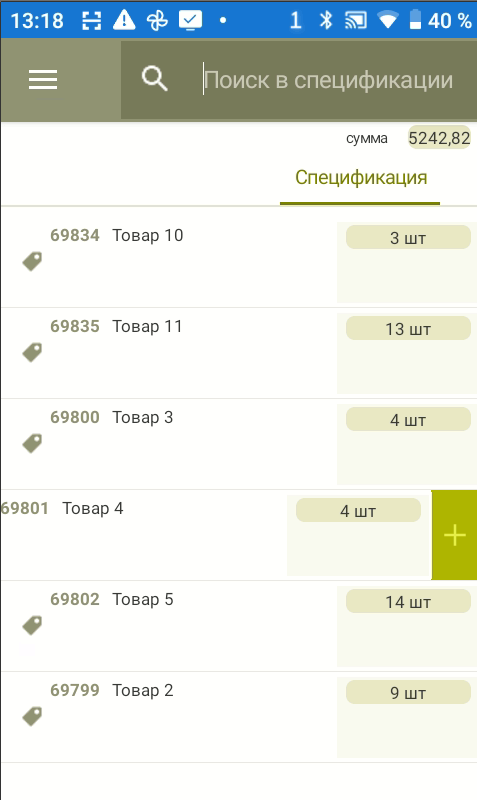 13:18 1 40 %
Поиск в спецификации
сумма 5242,82
Спецификация
69834 Товар 10 3 шт
69835 Товар 11 13 шт
69800 Товар 3 4 шт
69801 Товар 4 4 шт +
69802 Товар 5 14 шт
69799 Товар 2 9 шт